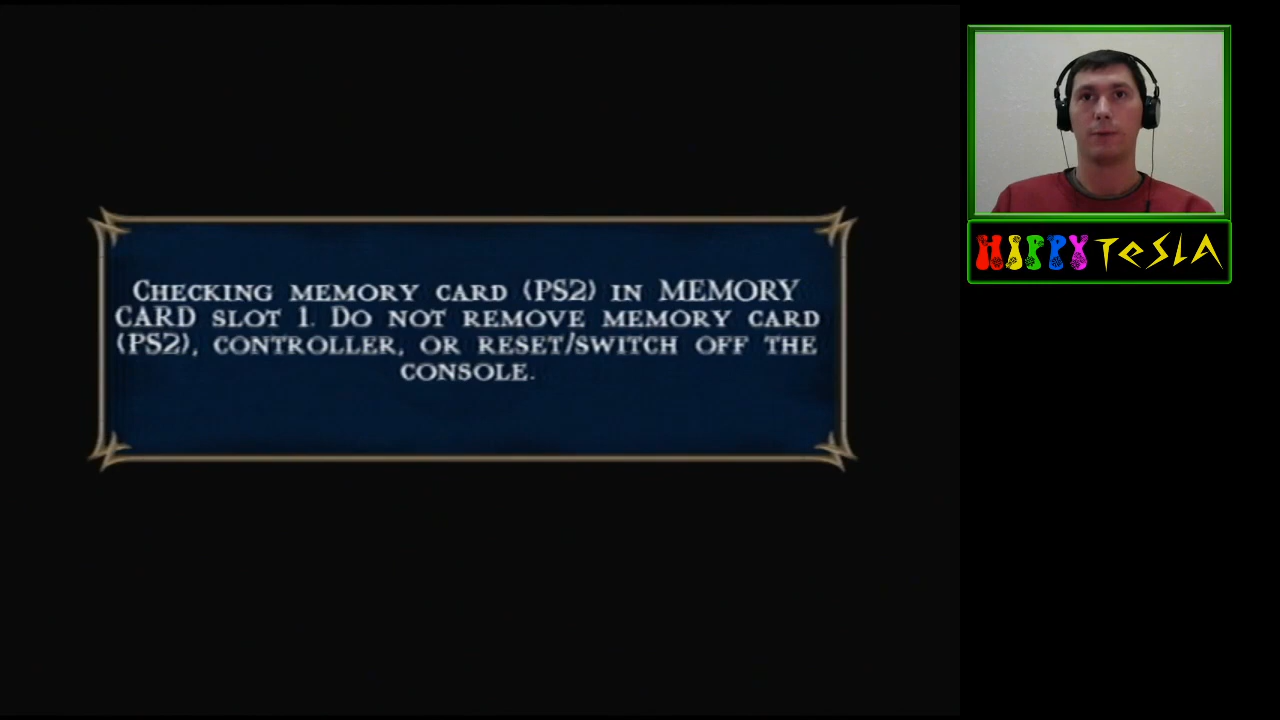 Checking memory card (PS2) in MEMORY
CARD slot 1. Do not remove memory card
(PS2), controller, or reset/switch off the
console.
HIPPY TeSLA